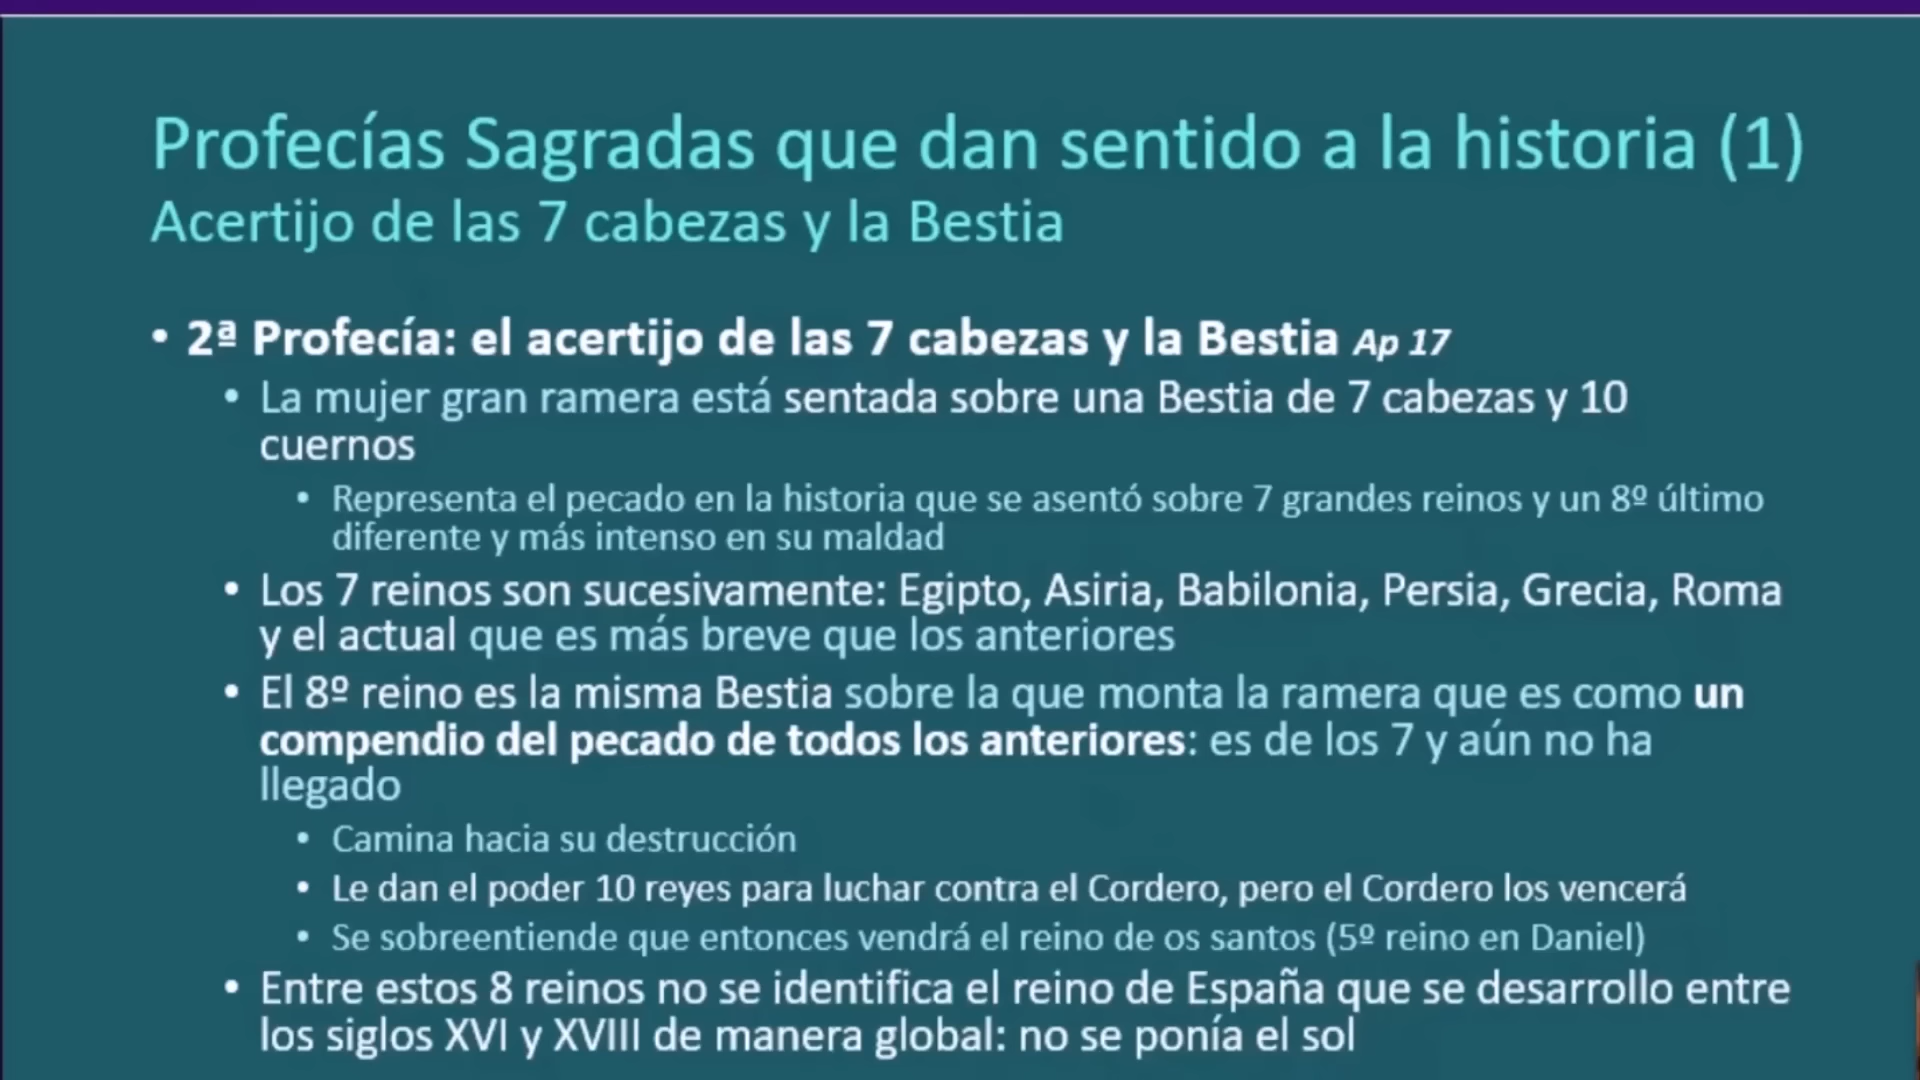 Profecías Sagradas que dan sentido a la historia (1)
Acertijo de las 7 cabezas y la Bestia
• 2ª Profecía: el acertijo de las 7 cabezas y la Bestia Ap 17
• La mujer gran ramera está sentada sobre una Bestia de 7 cabezas y 10
cuernos
• Representa el pecado en la historia que se asentó sobre 7 grandes reinos y un 8º último
diferente y más intenso en su maldad
• Los 7 reinos son sucesivamente: Egipto, Asiria, Babilonia, Persia, Grecia, Roma
y el actual que es más breve que los anteriores
• El 8º reino es la misma Bestia sobre la que monta la ramera que es como un
compendio del pecado de todos los anteriores: es de los 7 y aún no ha
llegado
• Camina hacia su destrucción
• Le dan el poder 10 reyes para luchar contra el Cordero, pero el Cordero los vencerá
• Se sobreentiende que entonces vendrá el reino de os santos (5º reino en Daniel)
• Entre estos 8 reinos no se identifica el reino de España que se desarrollo entre
los siglos XVI y XVIII de manera global: no se ponía el sol